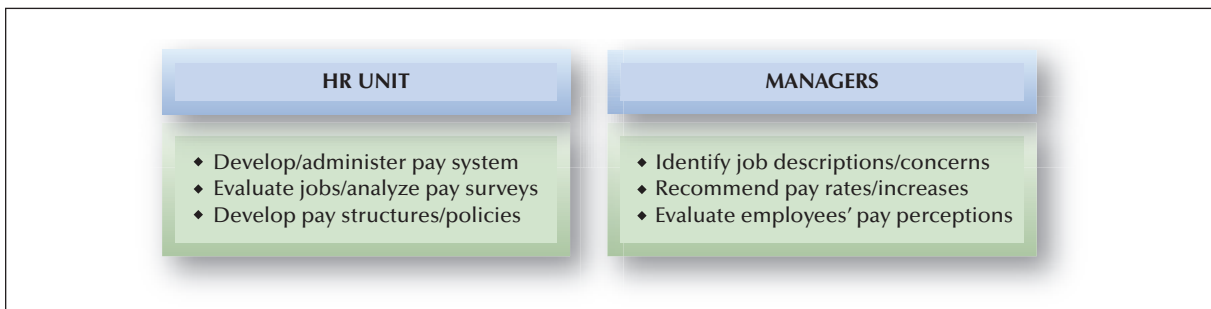 HR UNIT
◆ Develop/administer pay system
◆ Evaluate jobs/analyze pay surveys
◆ Develop pay structures/policies
MANAGERS
◆ Identify job descriptions/concerns
◆ Recommend pay rates/increases
◆ Evaluate employees’ pay perceptions